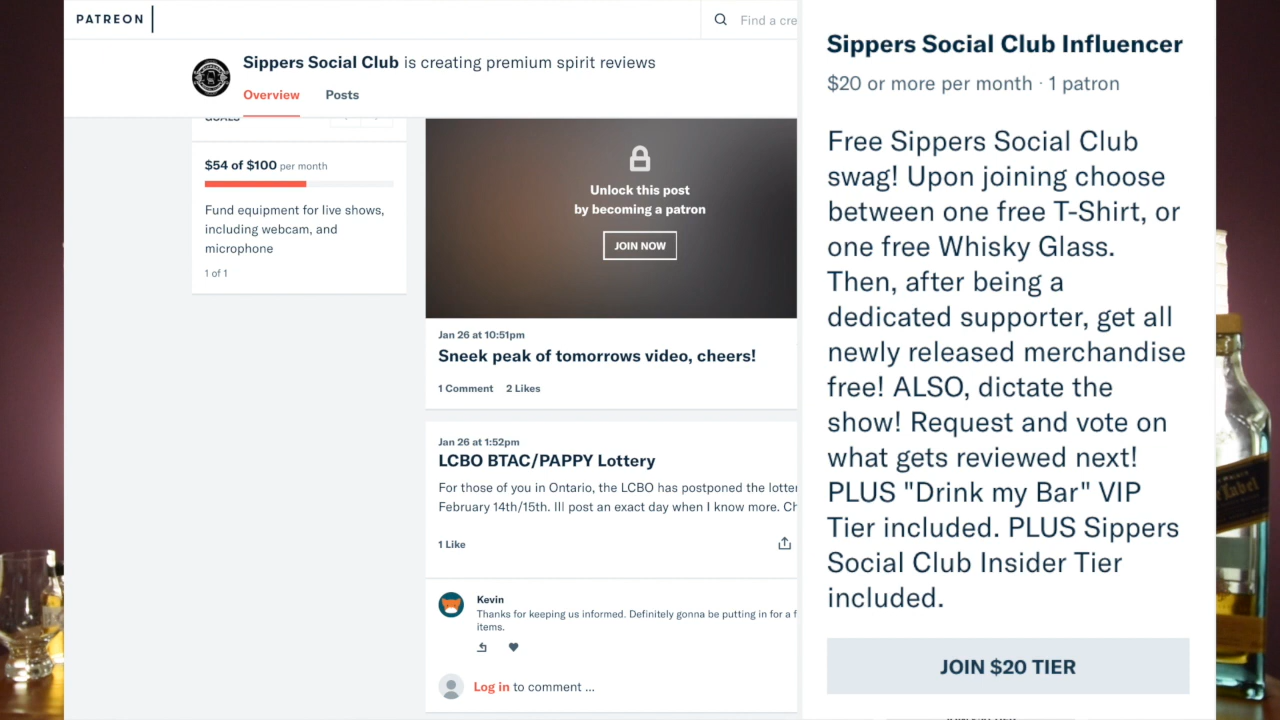 PATREON
Find a cre
Sippers Social Club is creating premium spirit reviews
Overview
Posts
GOALS
$54 of $100 per month
Fund equipment for live shows,
including webcam, and
microphone
1 of 1
Unlock this post
by becoming a patron
JOIN NOW
Jan 26 at 10:51pm
Sneek peak of tomorrows video, cheers!
1 Comment 2 Likes
Jan 26 at 1:52pm
LCBO BTAC/PAPPY Lottery
For those of you in Ontario, the LCBO has postponed the lotter
February 14th/15th. Ill post an exact day when I know more. Ch
1 Like
Kevin
Thanks for keeping us informed. Definitely gonna be putting in for a f
items.
Log in to comment ...
Sippers Social Club Influencer
$20 or more per month · 1 patron
Free Sippers Social Club
swag! Upon joining choose
between one free T-Shirt, or
one free Whisky Glass.
Then, after being a
dedicated supporter, get all
newly released merchandise
free! ALSO, dictate the
show! Request and vote on
what gets reviewed next!
PLUS "Drink my Bar" VIP
Tier included. PLUS Sippers
Social Club Insider Tier
included.
JOIN $20 TIER